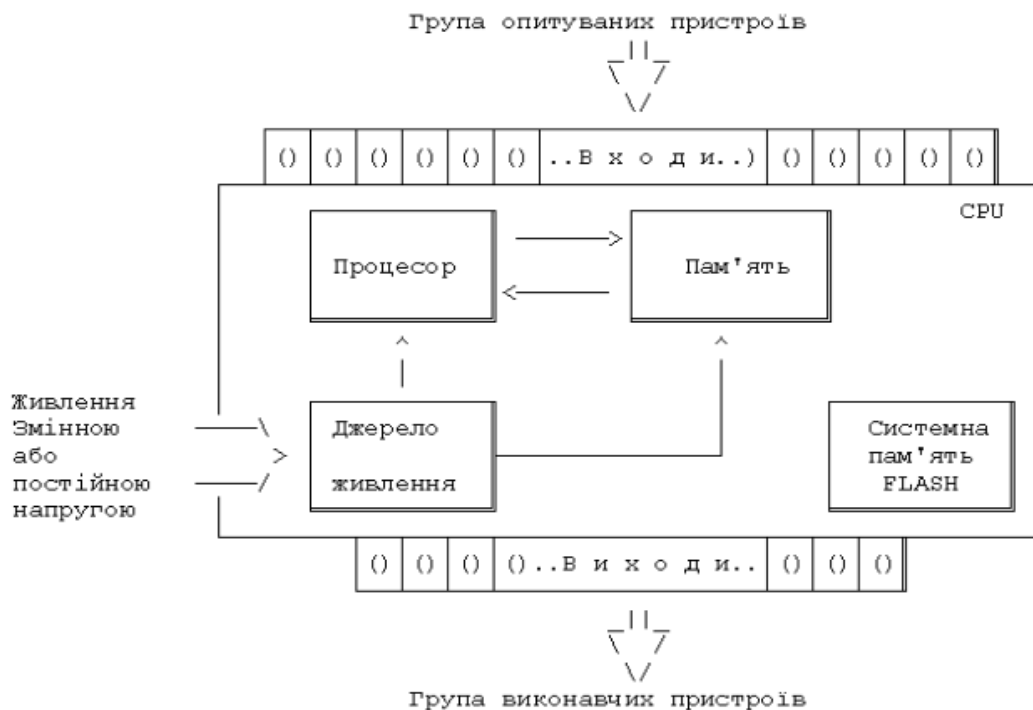 Група опитуваних пристроїв
() () () () () () ..В х о д и..) () () () () ()
CPU
Процесор
Пам'ять
Живлення
Змінною
або
постійною
напругою
Джерело
живлення
Системна
пам'ять
FLASH
() () () ()..В и х о д и.. () () ()
Група виконавчих пристроїв